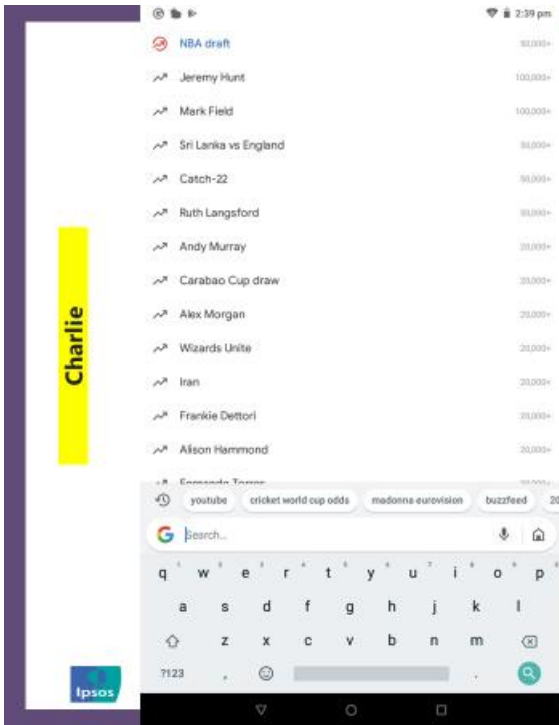 2:39 pm
NBA draft 50,000+
Jeremy Hunt 100,000+
Mark Field 100,000+
Sri Lanka vs England 50,000+
Catch-22 50,000+
Ruth Langsford 50,000+
Andy Murray 20,000+
Carabao Cup draw 20,000+
Alex Morgan 20,000+
Wizards Unite 20,000+
Iran 20,000+
Frankie Dettori 20,000+
Alison Hammond 20,000+
Charlie
youtube cricket world cup odds madonna eurovision buzzfeed 20
Search...
q w e r t y u i o p
a s d f g h j k l
z x c v b n m
?123 , .
Ipsos